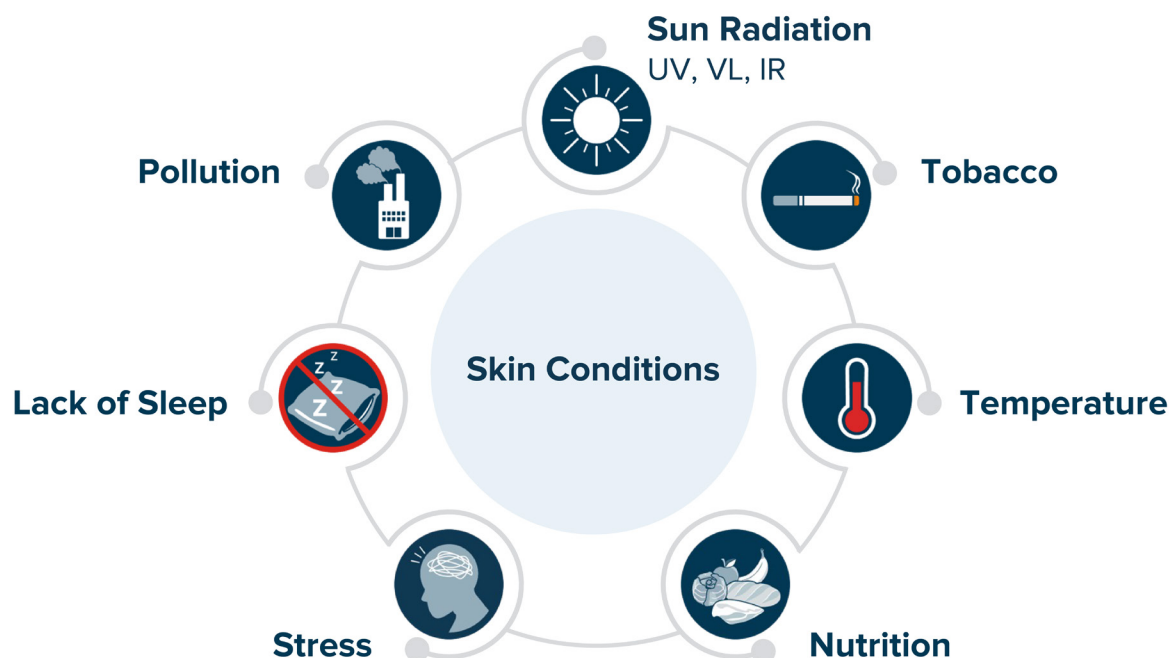 Sun Radiation
UV, VL, IR
Pollution
Tobacco
Skin Conditions
Lack of Sleep
Temperature
Z
Z
Z
Z
Stress
Nutrition